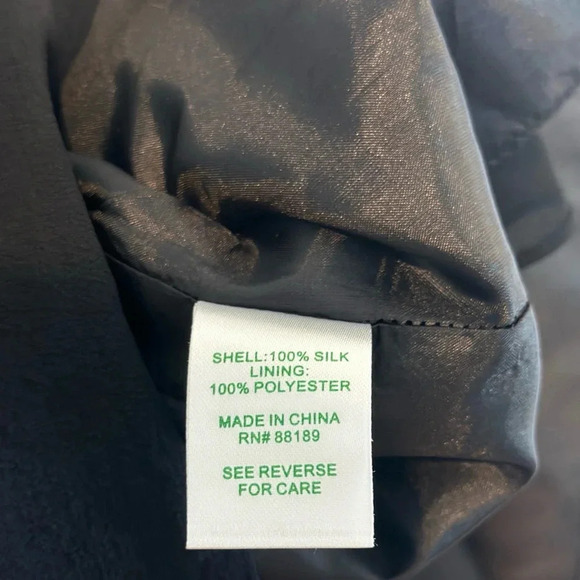 SHELL:100% SILK
LINING:
100% POLYESTER
MADE IN CHINA
RN# 88189
SEE REVERSE
FOR CARE